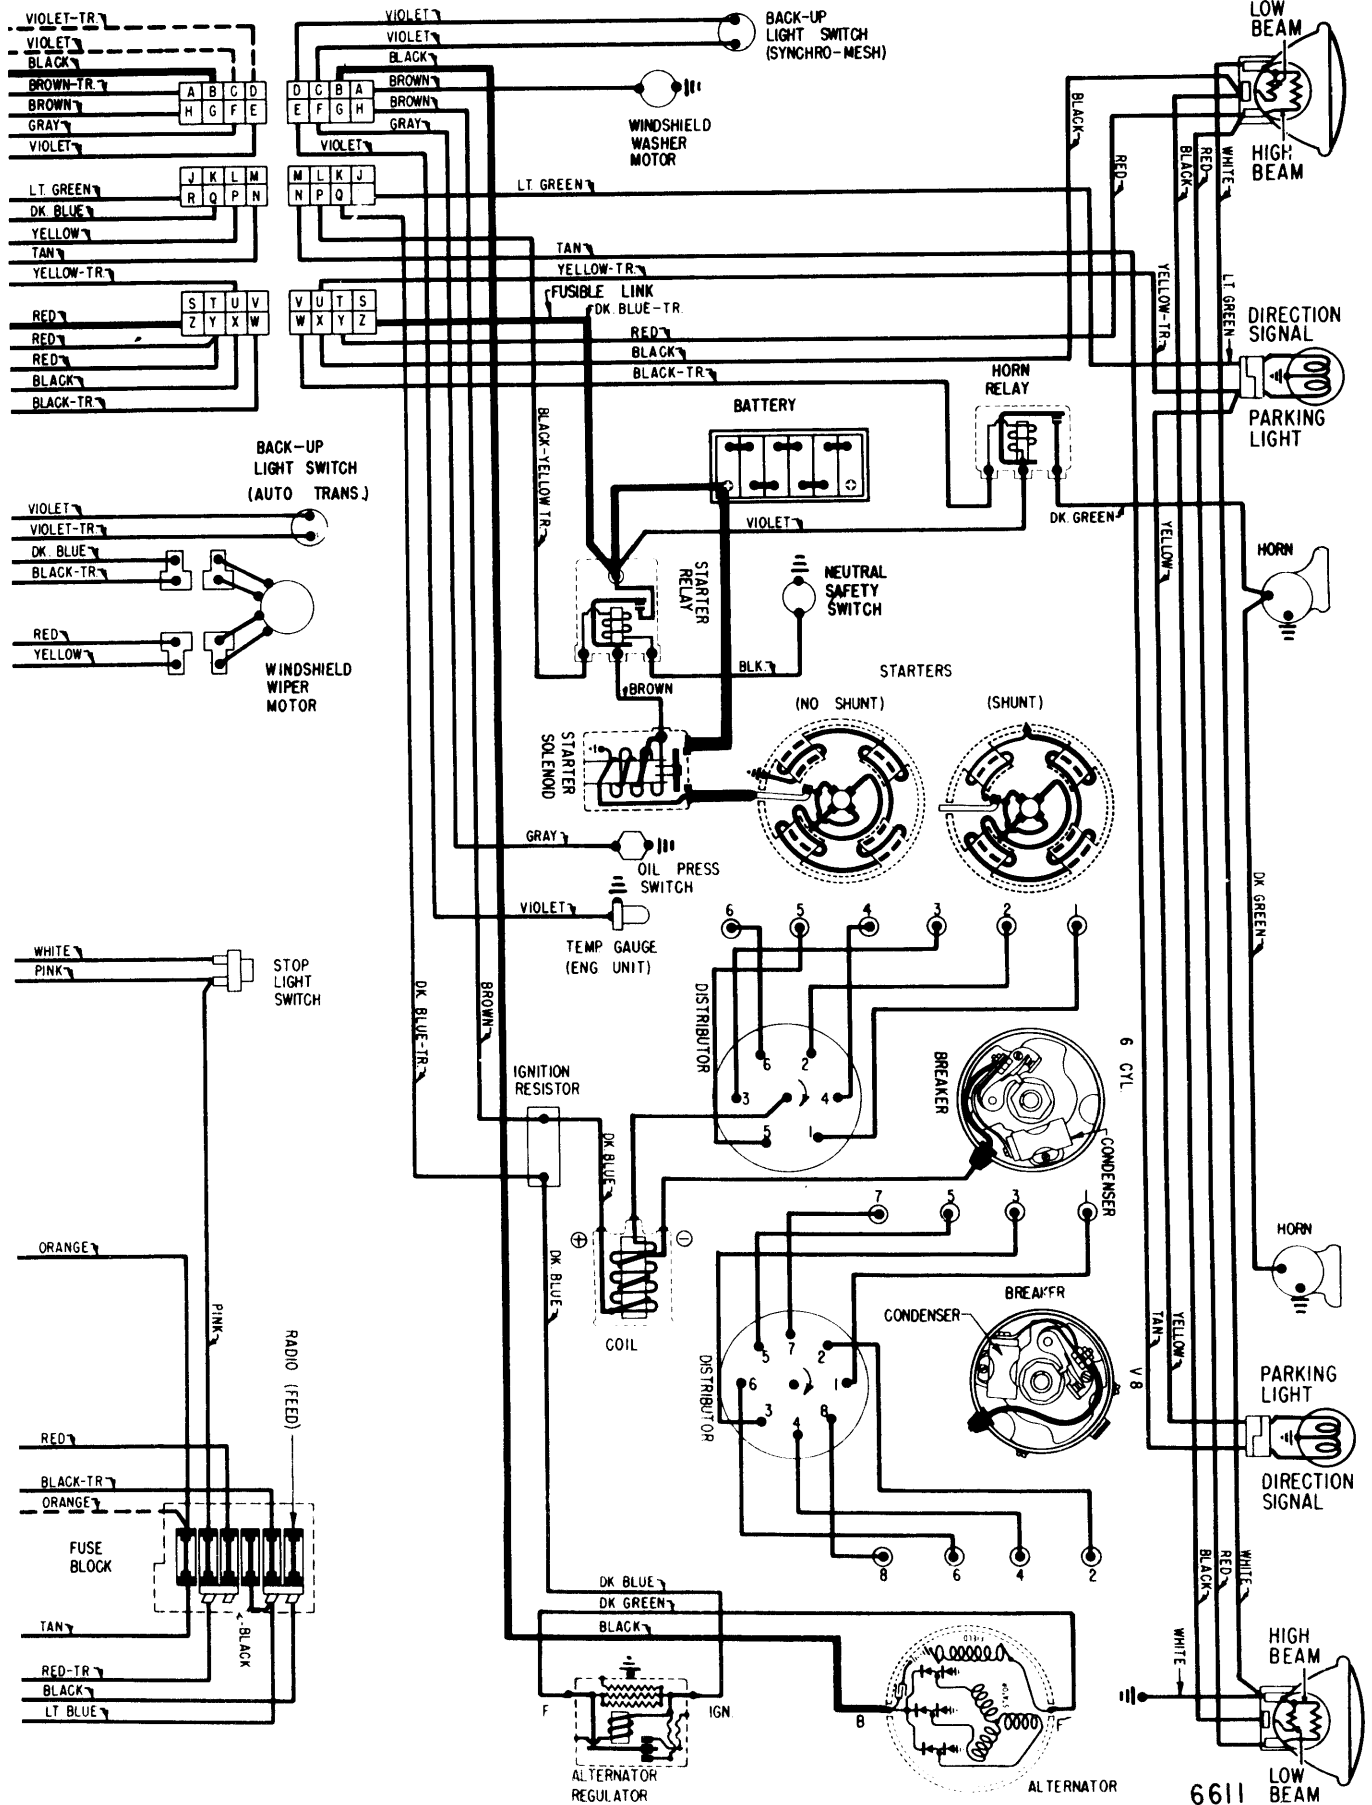 VIOLET-TR.
VIOLET
BLACK
BROWN-TR.
BROWN
GRAY
VIOLET
A B C D
H G F E
LT. GREEN
DK. BLUE
YELLOW
TAN
YELLOW-TR.
J K L M
R Q P N
RED
RED
RED
BLACK
BLACK-TR.
S T U V
Z Y X W
VIOLET
VIOLET
BLACK
BROWN
BROWN
GRAY
VIOLET
D C B A
E F G H
M L K J
N P Q
V U T S
W X Y Z
BACK-UP
LIGHT SWITCH
(SYNCHRO-MESH)
WINDSHIELD
WASHER
MOTOR
LT. GREEN
TAN
YELLOW-TR.
FUSIBLE LINK
DK. BLUE-TR.
RED
BLACK
BLACK-TR.
BLACK
RED
LOW
BEAM
HIGH
BEAM
BLACK
RED
WHITE
YELLOW-TR.
LT. GREEN
DIRECTION
SIGNAL
PARKING
LIGHT
HORN
RELAY
BATTERY
BACK-UP
LIGHT SWITCH
(AUTO TRANS.)
VIOLET
VIOLET-TR.
DK. BLUE
BLACK-TR.
RED
YELLOW
WINDSHIELD
WIPER
MOTOR
BLACK-YELLOW TR.
VIOLET
DK. GREEN
YELLOW
HORN
STARTER
RELAY
NEUTRAL
SAFETY
SWITCH
BLK.
BROWN
STARTERS
(NO SHUNT)
(SHUNT)
STARTER
SOLENOID
GRAY
OIL PRESS
SWITCH
VIOLET
TEMP GAUGE
(ENG UNIT)
6 5 4 3 2 1
DK GREEN
WHITE
PINK
STOP
LIGHT
SWITCH
DK BLUE-TR.
BROWN
IGNITION
RESISTOR
DISTRIBUTOR
6 2
3 4
5 1
BREAKER
CONDENSER
6 CYL.
DK BLUE
+
−
COIL
DK. BLUE
7 5 3 1
HORN
ORANGE
PINK
RADIO (FEED)
BREAKER
CONDENSER
V 8
DISTRIBUTOR
5 7 2
6 1
3 4 8
TAN
YELLOW
PARKING
LIGHT
DIRECTION
SIGNAL
RED
BLACK-TR
ORANGE
FUSE
BLOCK
BLACK
TAN
RED-TR
BLACK
LT BLUE
8 6 4 2
DK BLUE
DK GREEN
BLACK
F
IGN
ALTERNATOR
REGULATOR
FIELD
B
F
ALTERNATOR
BLACK
RED
WHITE
WHITE
HIGH
BEAM
LOW
BEAM
6611